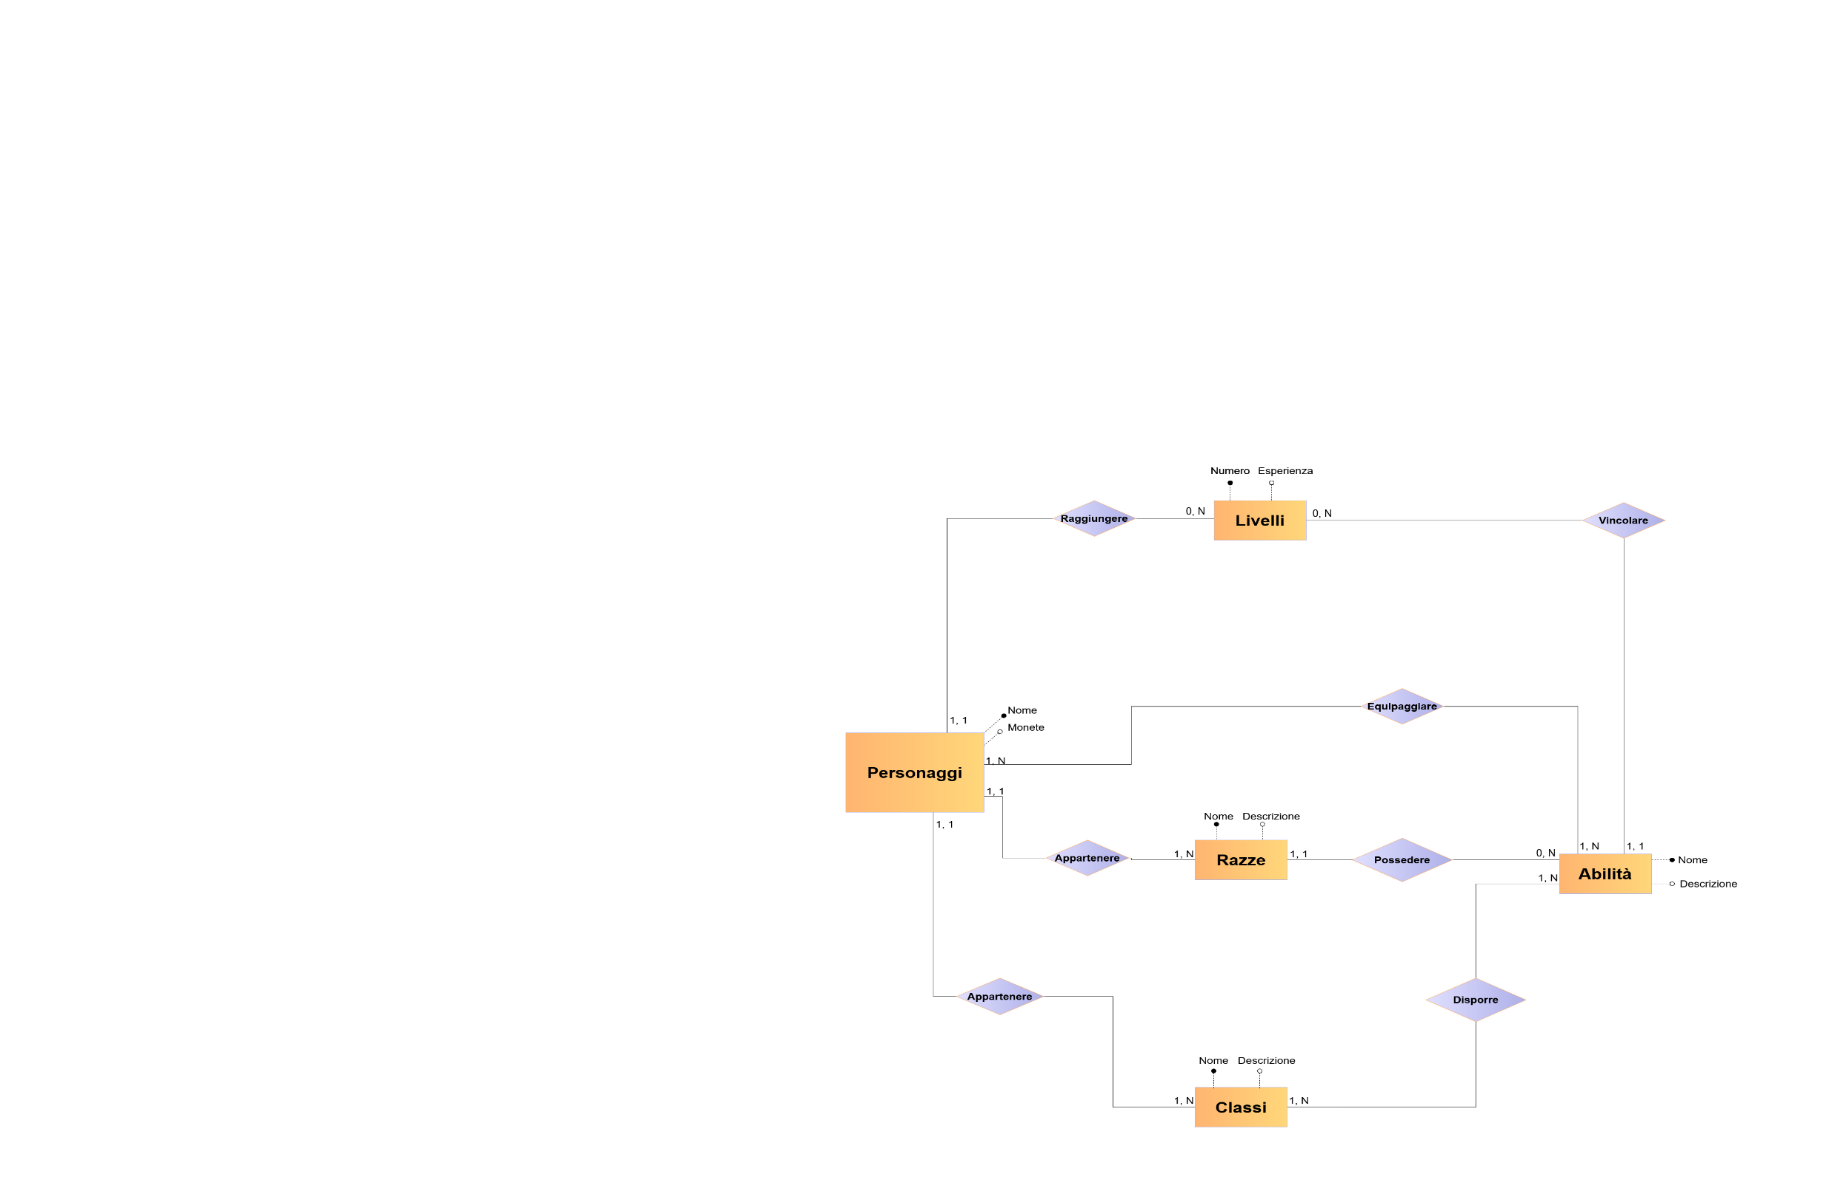 Numero Esperienza
Raggiungere
0, N
Livelli
0, N
Vincolare
1, 1
Nome
Monete
Equipaggiare
1, N
Personaggi
1, 1
1, 1
Nome Descrizione
Appartenere
1, N
Razze
1, 1
Possedere
0, N
1, N
1, 1
Nome
Abilità
1, N
Descrizione
Appartenere
Disporre
Nome Descrizione
1, N
Classi
1, N